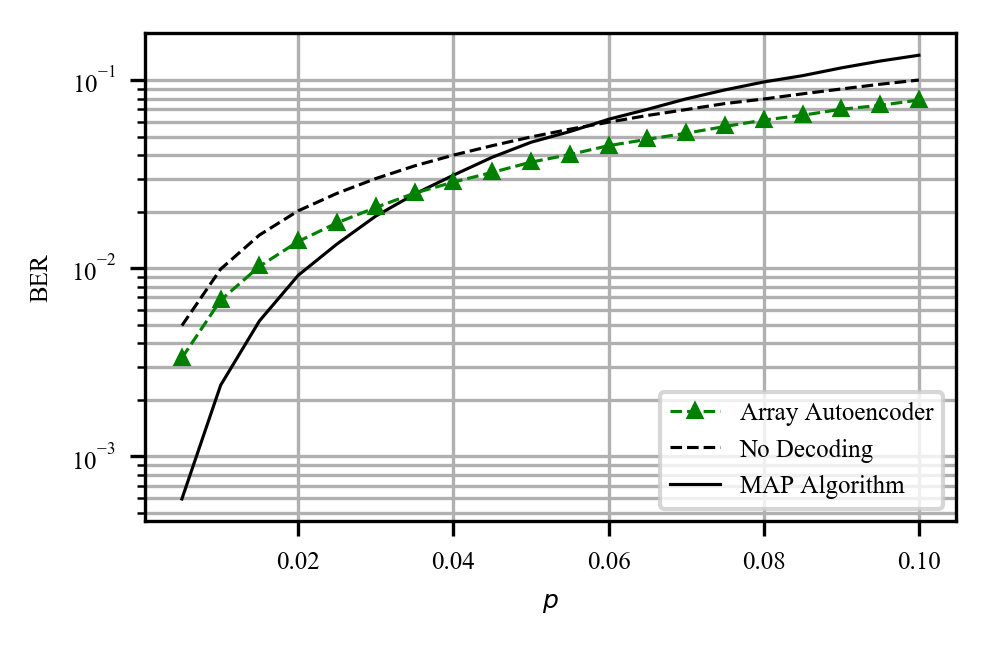 10⁻¹
10⁻²
10⁻³
BER
Array Autoencoder
No Decoding
MAP Algorithm
0.02 0.04 0.06 0.08 0.10
p